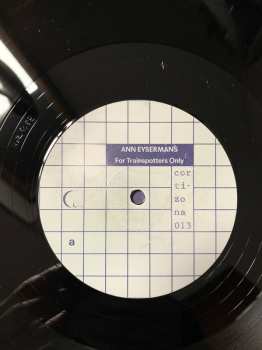 ANN EYSERMANS
For Trainspotters Only
cor
ti-
zo
na
013
a